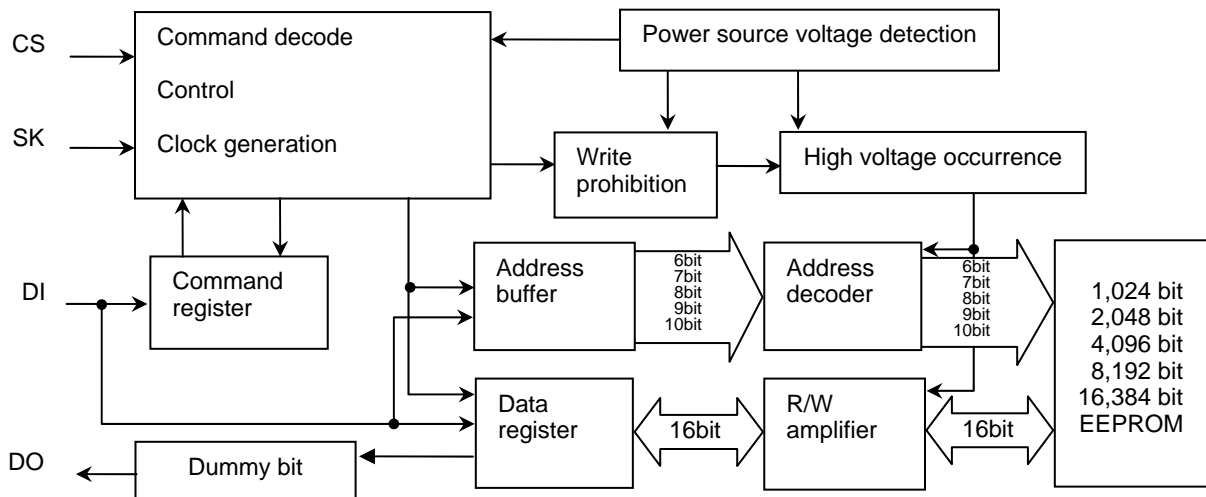 CS
SK
DI
DO
Command decode
Control
Clock generation
Power source voltage detection
Write
prohibition
High voltage occurrence
Command
register
Address
buffer
6bit
7bit
8bit
9bit
10bit
Address
decoder
6bit
7bit
8bit
9bit
10bit
1,024 bit
2,048 bit
4,096 bit
8,192 bit
16,384 bit
EEPROM
Data
register
16bit
R/W
amplifier
16bit
Dummy bit